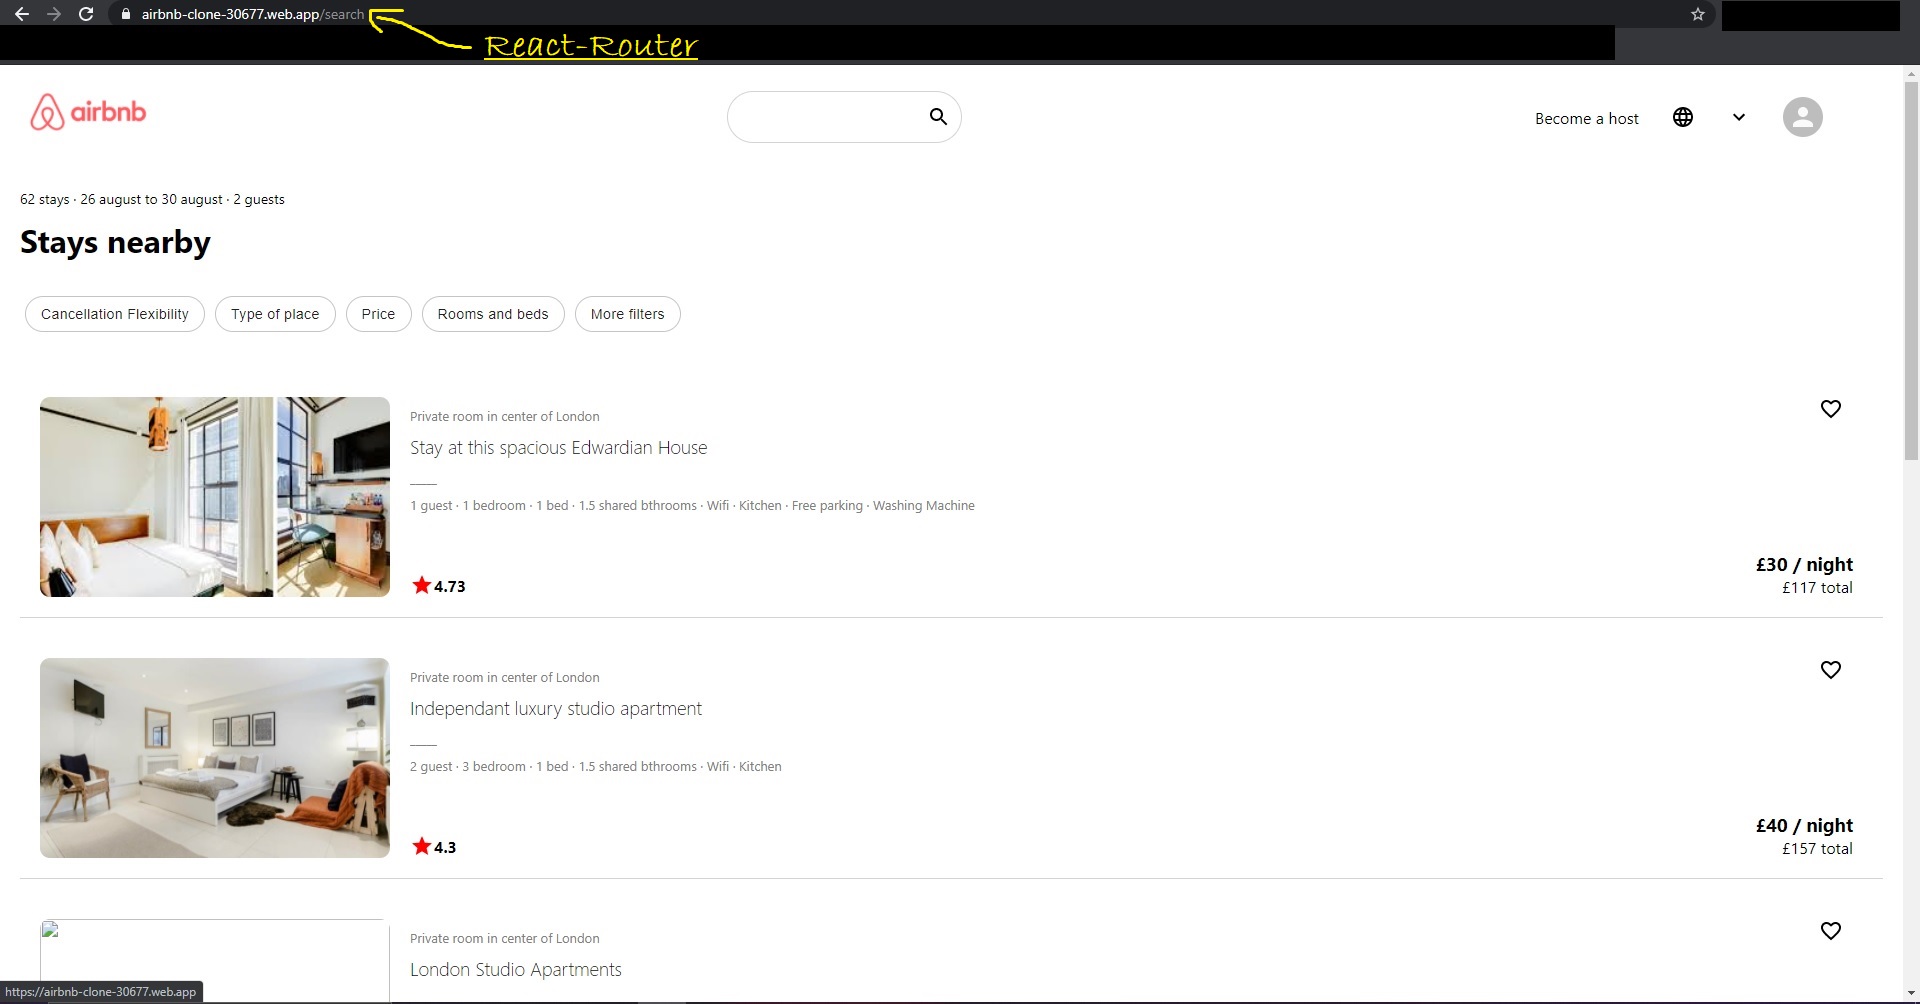 airbnb-clone-30677.web.app/search
React-Router
airbnb
Become a host
62 stays · 26 august to 30 august · 2 guests
Stays nearby
Cancellation Flexibility
Type of place
Price
Rooms and beds
More filters
Private room in center of London
Stay at this spacious Edwardian House
1 guest · 1 bedroom · 1 bed · 1.5 shared bthrooms · Wifi · Kitchen · Free parking · Washing Machine
4.73
£30 / night
£117 total
Private room in center of London
Independant luxury studio apartment
2 guest · 3 bedroom · 1 bed · 1.5 shared bthrooms · Wifi · Kitchen
4.3
£40 / night
£157 total
Private room in center of London
London Studio Apartments
https://airbnb-clone-30677.web.app